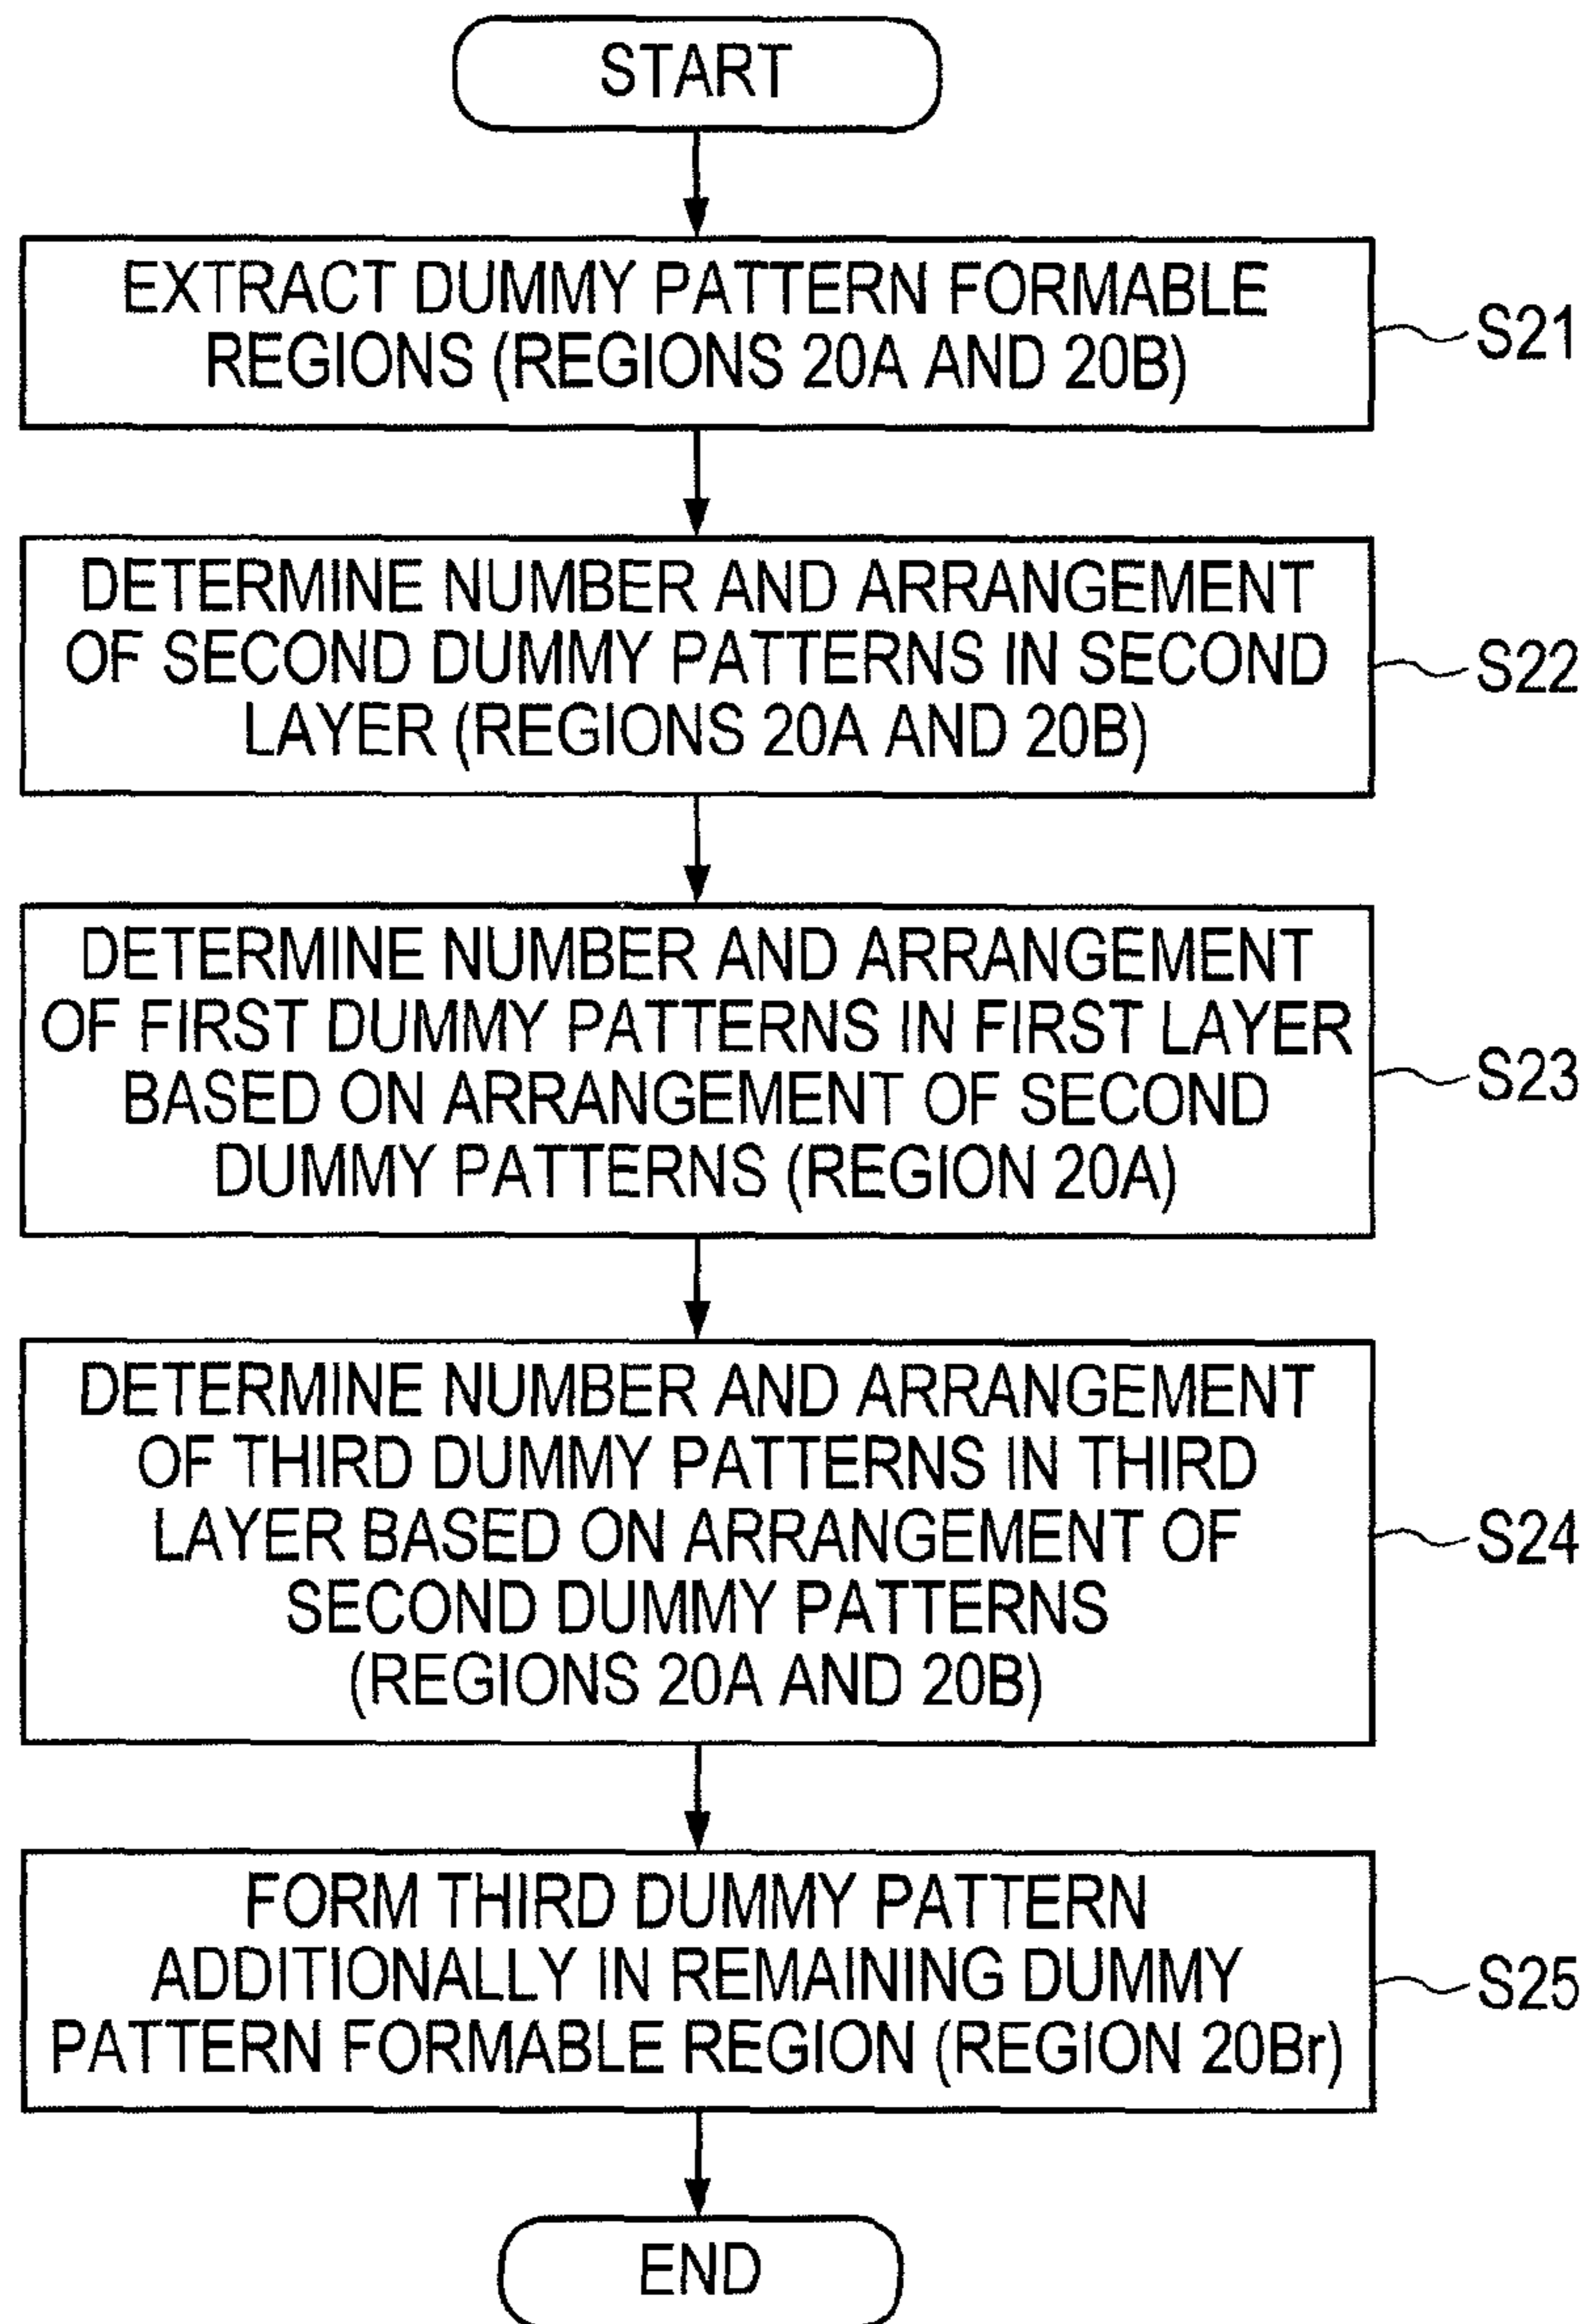 START
EXTRACT DUMMY PATTERN FORMABLE
REGIONS (REGIONS 20A AND 20B)
S21
DETERMINE NUMBER AND ARRANGEMENT
OF SECOND DUMMY PATTERNS IN SECOND
LAYER (REGIONS 20A AND 20B)
S22
DETERMINE NUMBER AND ARRANGEMENT
OF FIRST DUMMY PATTERNS IN FIRST LAYER
BASED ON ARRANGEMENT OF SECOND
DUMMY PATTERNS (REGION 20A)
S23
DETERMINE NUMBER AND ARRANGEMENT
OF THIRD DUMMY PATTERNS IN THIRD
LAYER BASED ON ARRANGEMENT OF
SECOND DUMMY PATTERNS
(REGIONS 20A AND 20B)
S24
FORM THIRD DUMMY PATTERN
ADDITIONALLY IN REMAINING DUMMY
PATTERN FORMABLE REGION (REGION 20Br)
S25
END